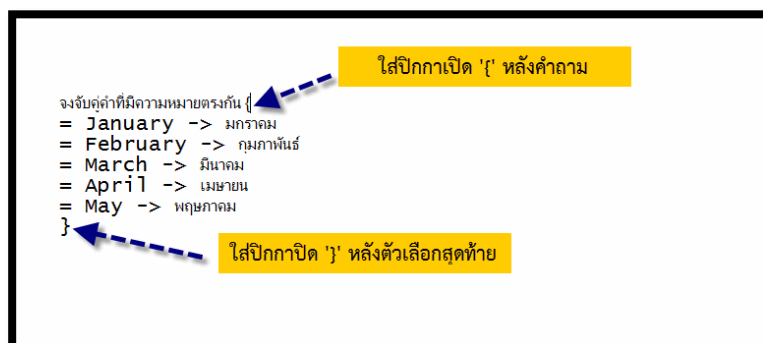 ใส่ปีกกาเปิด '{' หลังคำถาม
จงจับคู่คำที่มีความหมายตรงกัน {
= January -> มกราคม
= February -> กุมภาพันธ์
= March -> มีนาคม
= April -> เมษายน
= May -> พฤษภาคม
}
ใส่ปีกกาปิด '}' หลังตัวเลือกสุดท้าย